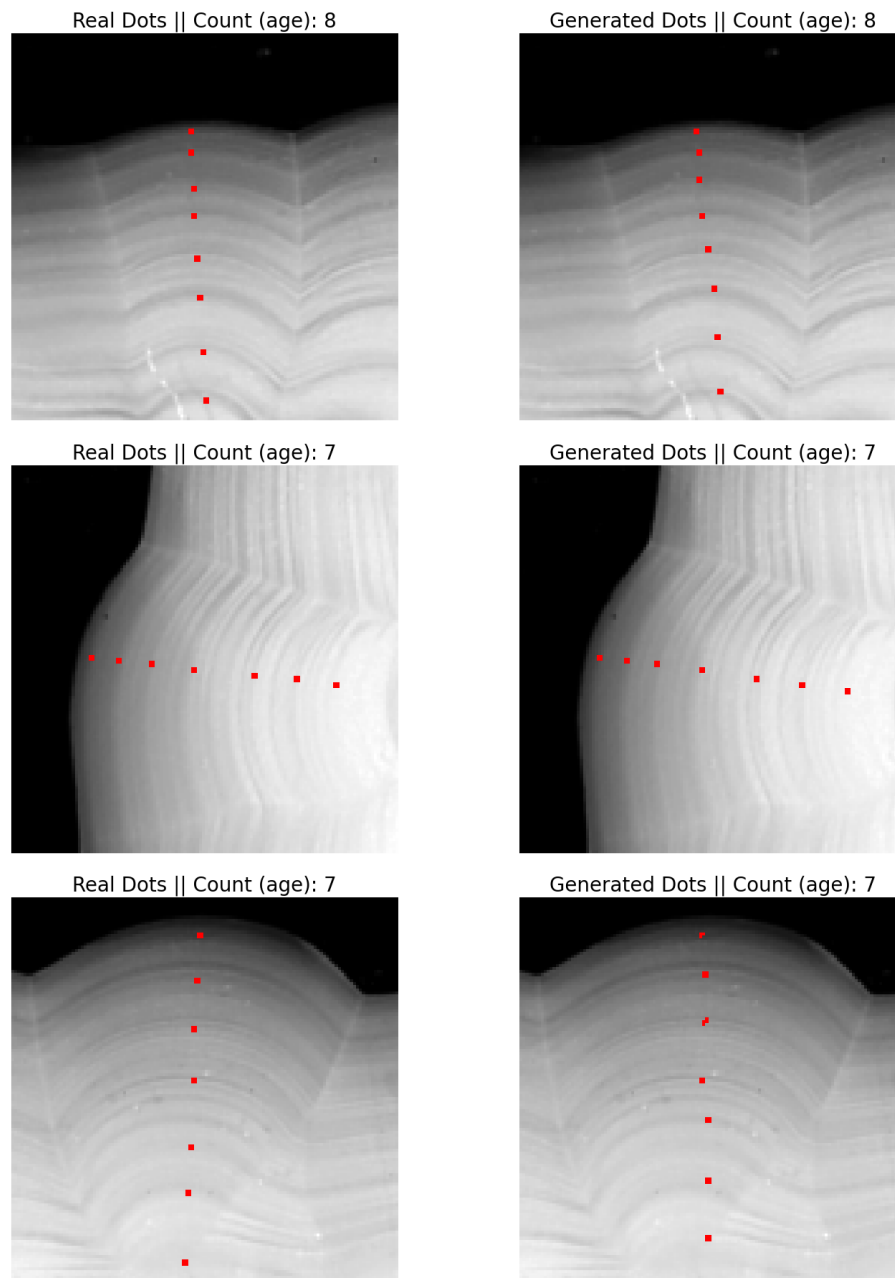 Real Dots || Count (age): 8
Generated Dots || Count (age): 8
Real Dots || Count (age): 7
Generated Dots || Count (age): 7
Real Dots || Count (age): 7
Generated Dots || Count (age): 7